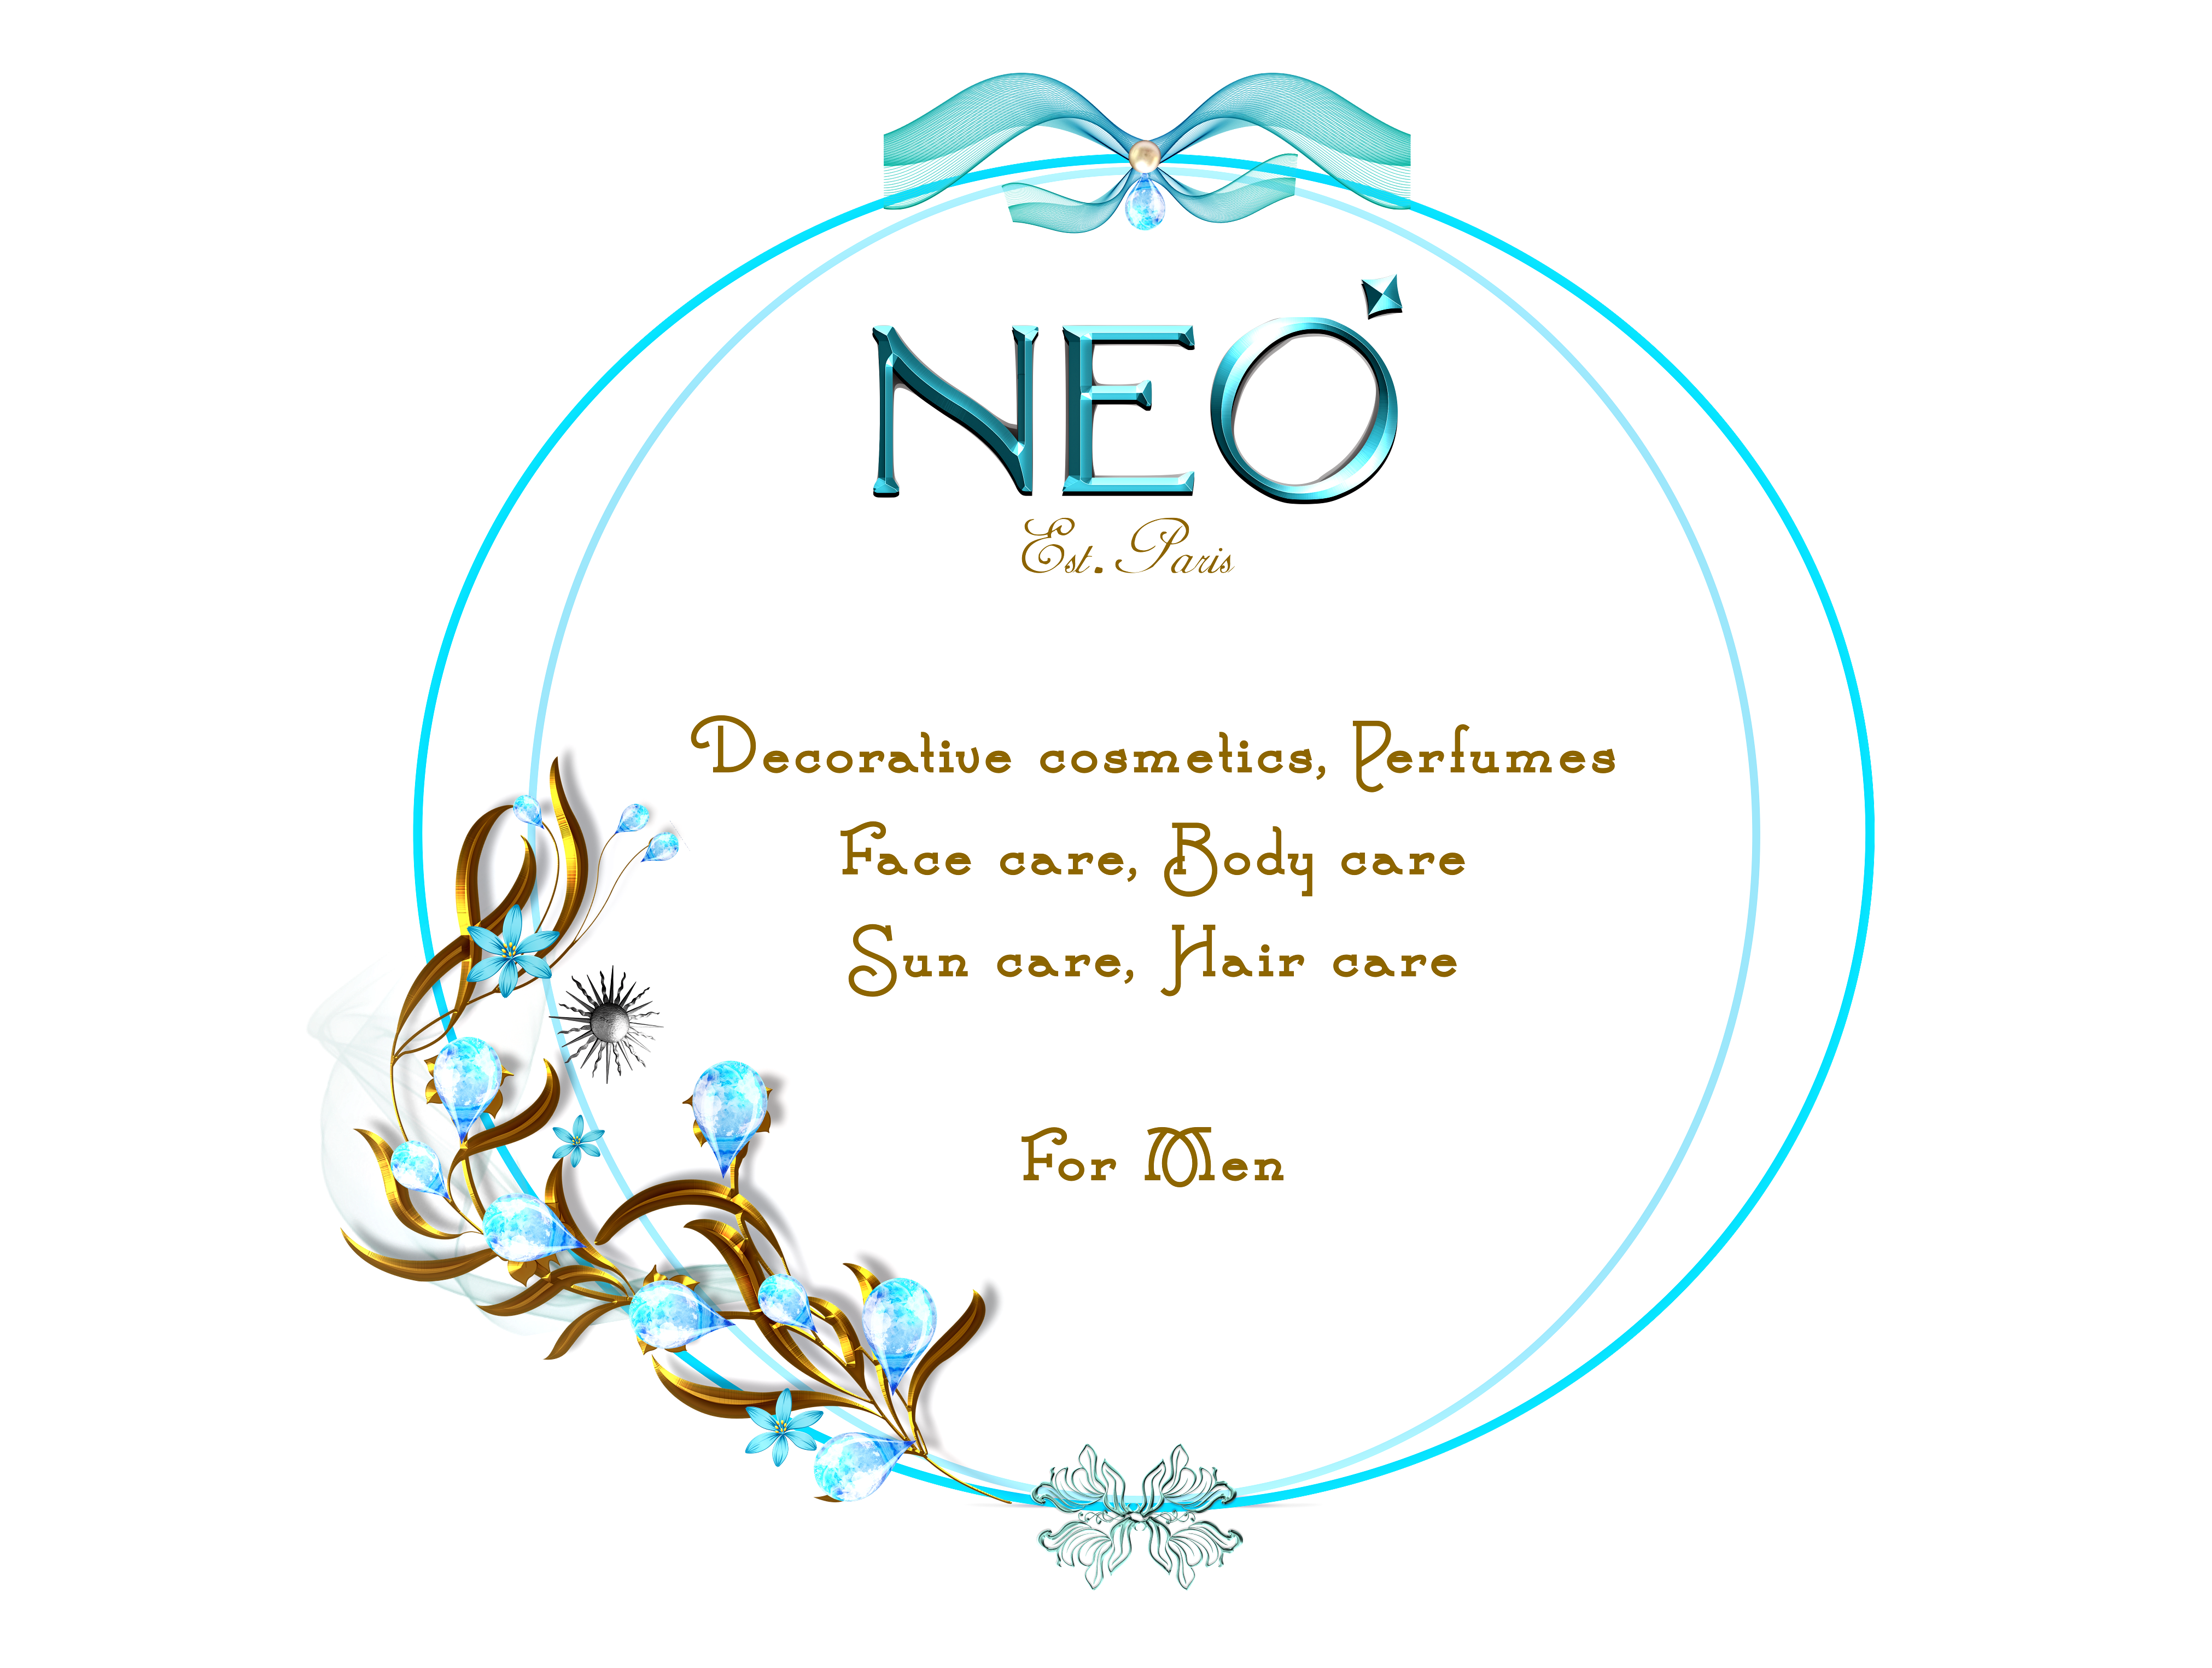 NEO
Est. Paris
Decorative cosmetics, Perfumes
Face care, Body care
Sun care, Hair care
For Men